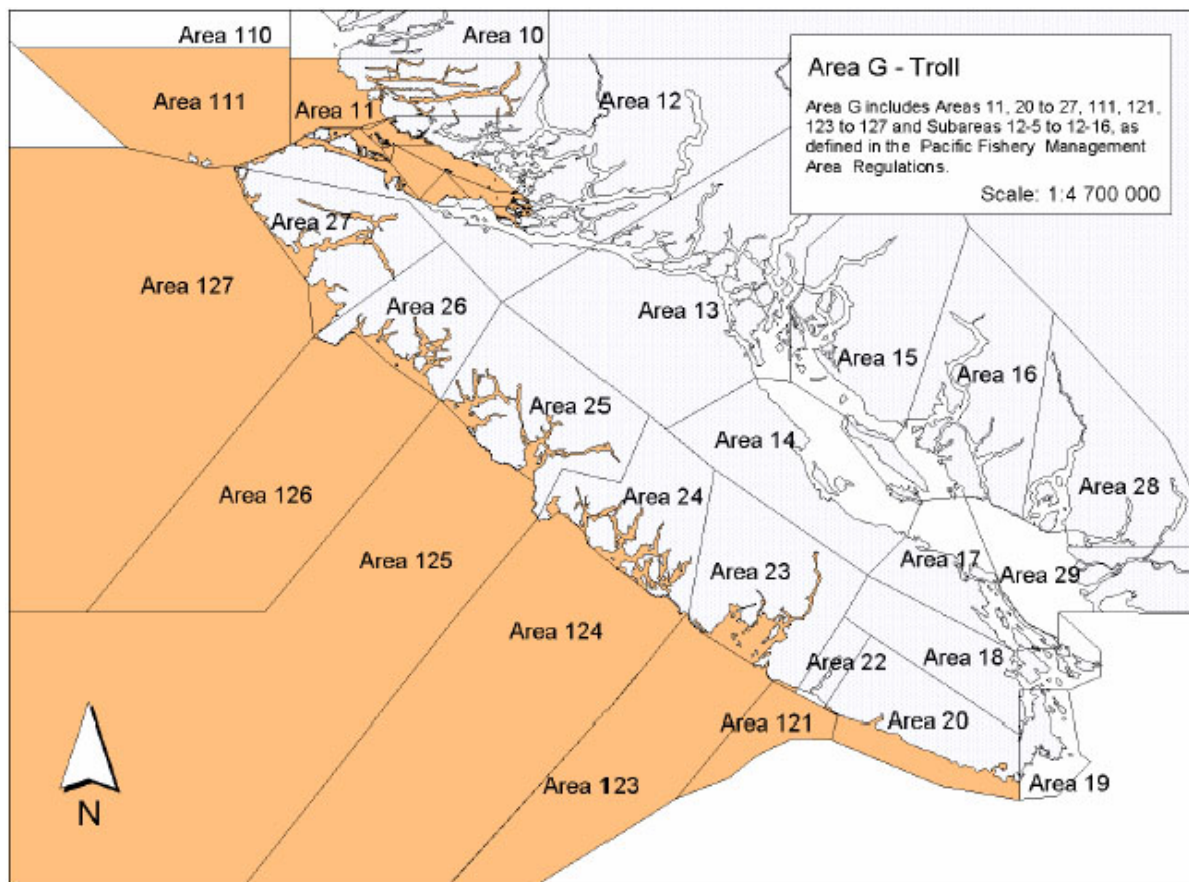 Area 110
Area 10
Area G - Troll
Area G includes Areas 11, 20 to 27, 111, 121,
123 to 127 and Subareas 12-5 to 12-16, as
defined in the Pacific Fishery Management
Area Regulations.
Scale: 1:4 700 000
Area 111
Area 11
Area 12
Area 27
Area 127
Area 26
Area 13
Area 15
Area 16
Area 25
Area 14
Area 28
Area 126
Area 24
Area 125
Area 17
Area 29
Area 23
Area 124
Area 22
Area 18
Area 121
Area 20
Area 123
Area 19
N